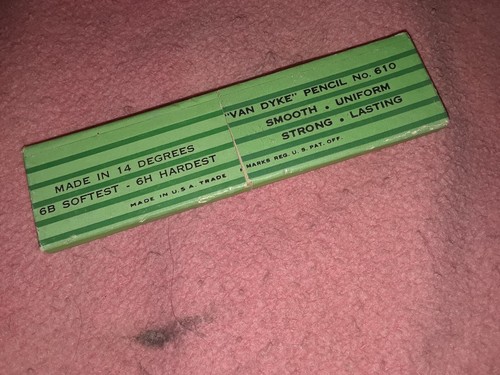 "VAN DYKE" PENCIL No. 610
SMOOTH • UNIFORM
STRONG • LASTING
MADE IN 14 DEGREES
6B SOFTEST - 6H HARDEST
MADE IN U.S.A. TRADE MARKS REG. U.S. PAT. OFF.